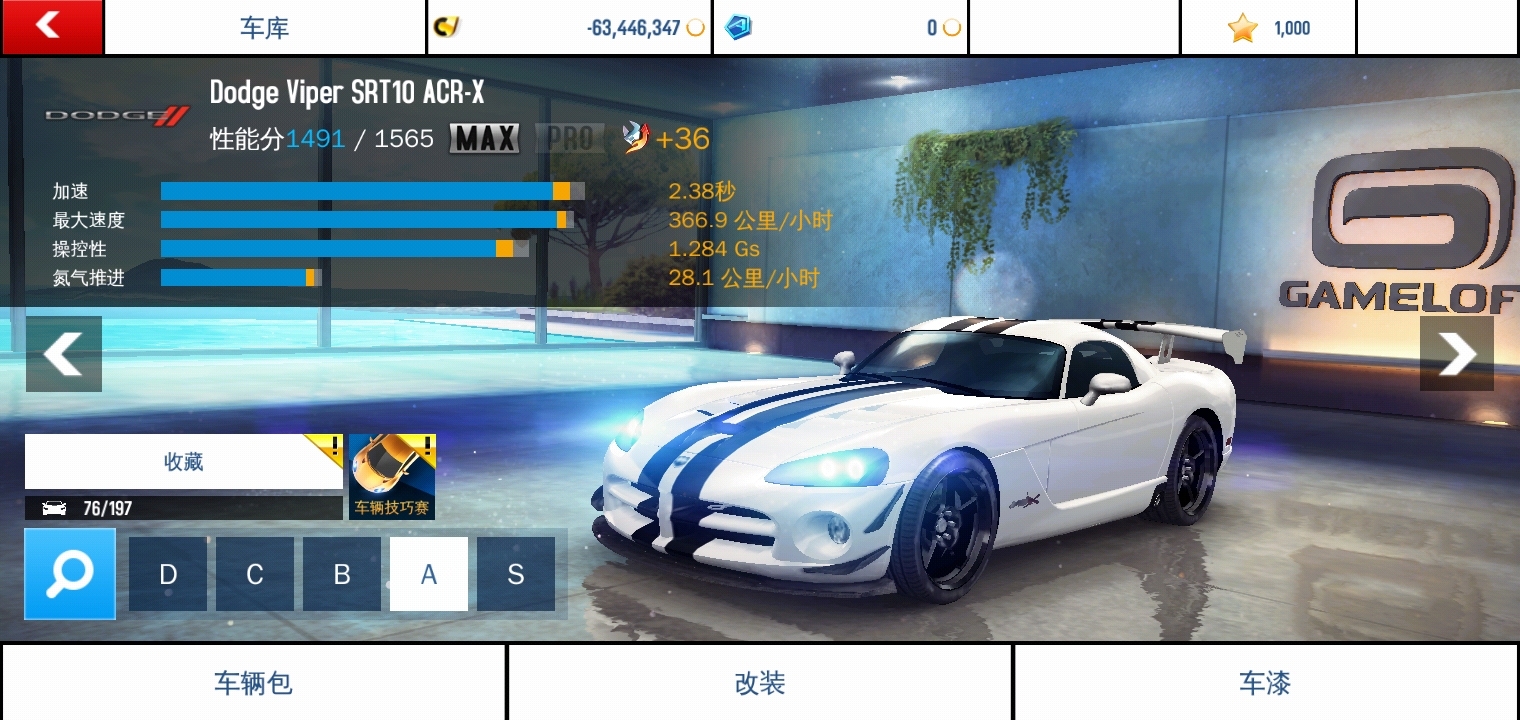 车库
-63,446,347
0
1,000
Dodge Viper SRT10 ACR-X
DODGE
性能分1491 / 1565 MAX PRO +36
加速 2.38秒
最大速度 366.9 公里/小时
操控性 1.284 Gs
氮气推进 28.1 公里/小时
GAMELOF
收藏
!
!
76/197
车辆技巧赛
D C B A S
车辆包 改装 车漆